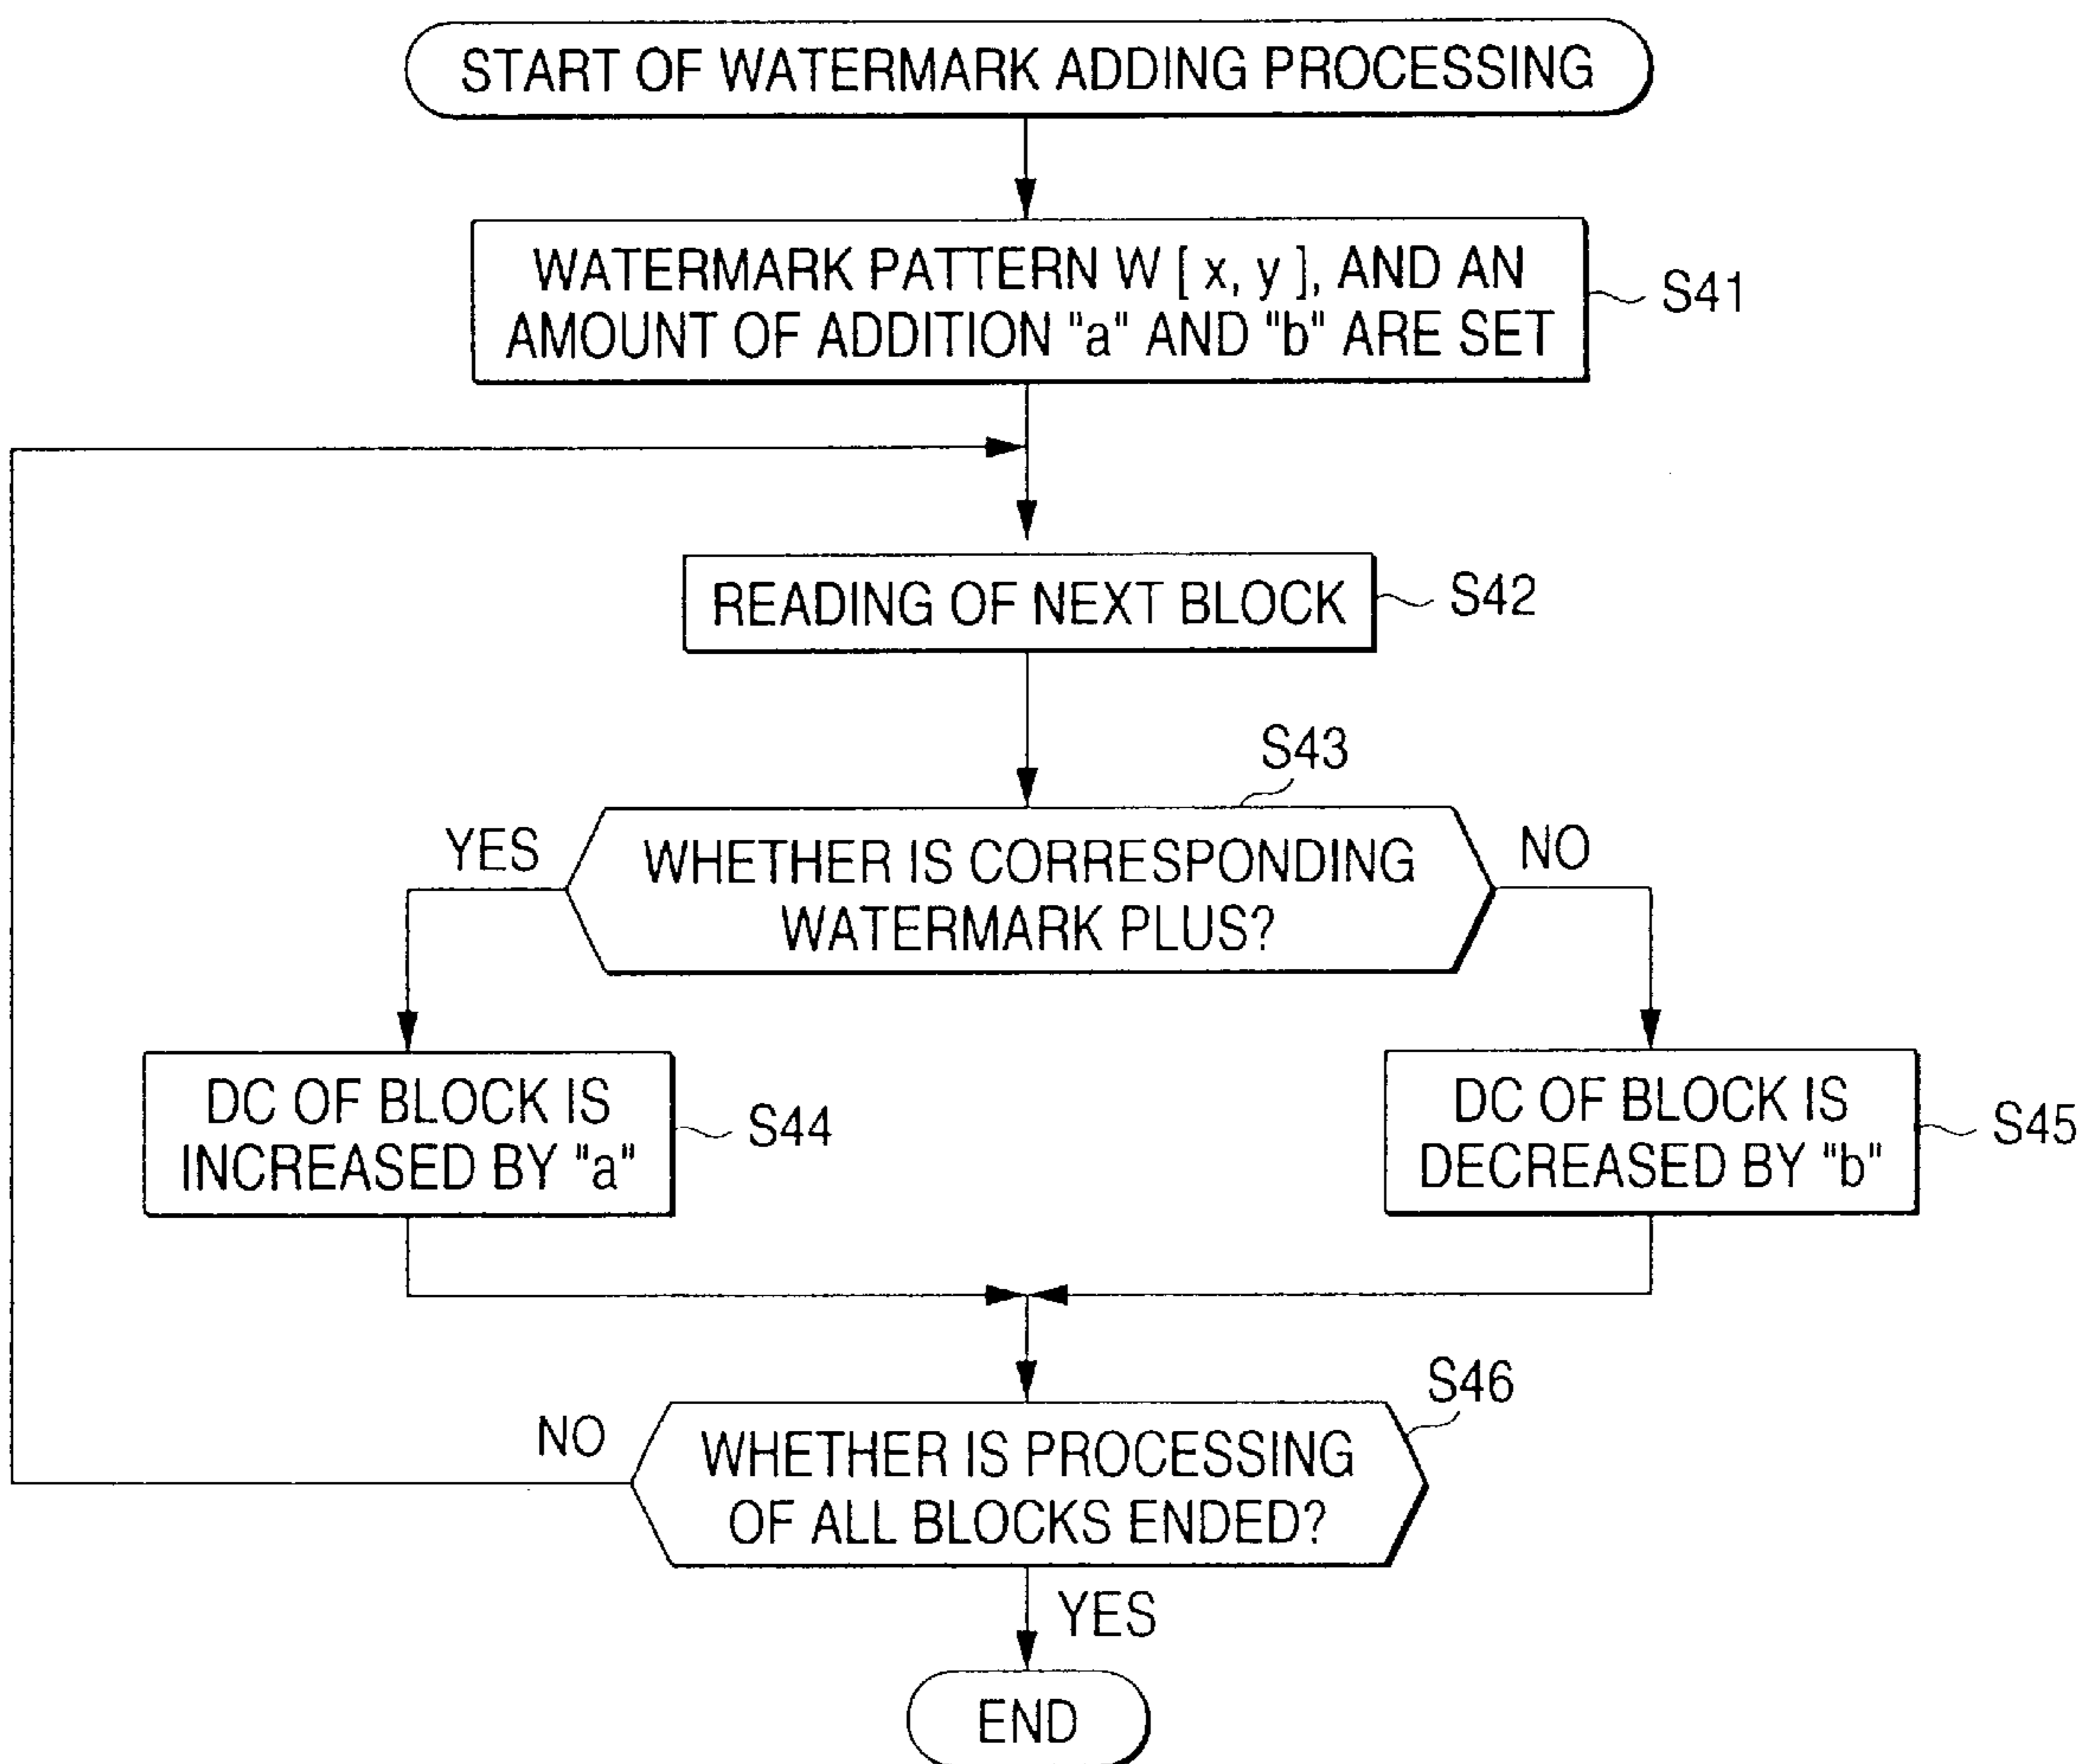 START OF WATERMARK ADDING PROCESSING
WATERMARK PATTERN W [ x, y ], AND AN
AMOUNT OF ADDITION "a" AND "b" ARE SET
S41
READING OF NEXT BLOCK
S42
S43
YES
WHETHER IS CORRESPONDING
WATERMARK PLUS?
NO
DC OF BLOCK IS
INCREASED BY "a"
S44
DC OF BLOCK IS
DECREASED BY "b"
S45
S46
NO
WHETHER IS PROCESSING
OF ALL BLOCKS ENDED?
YES
END